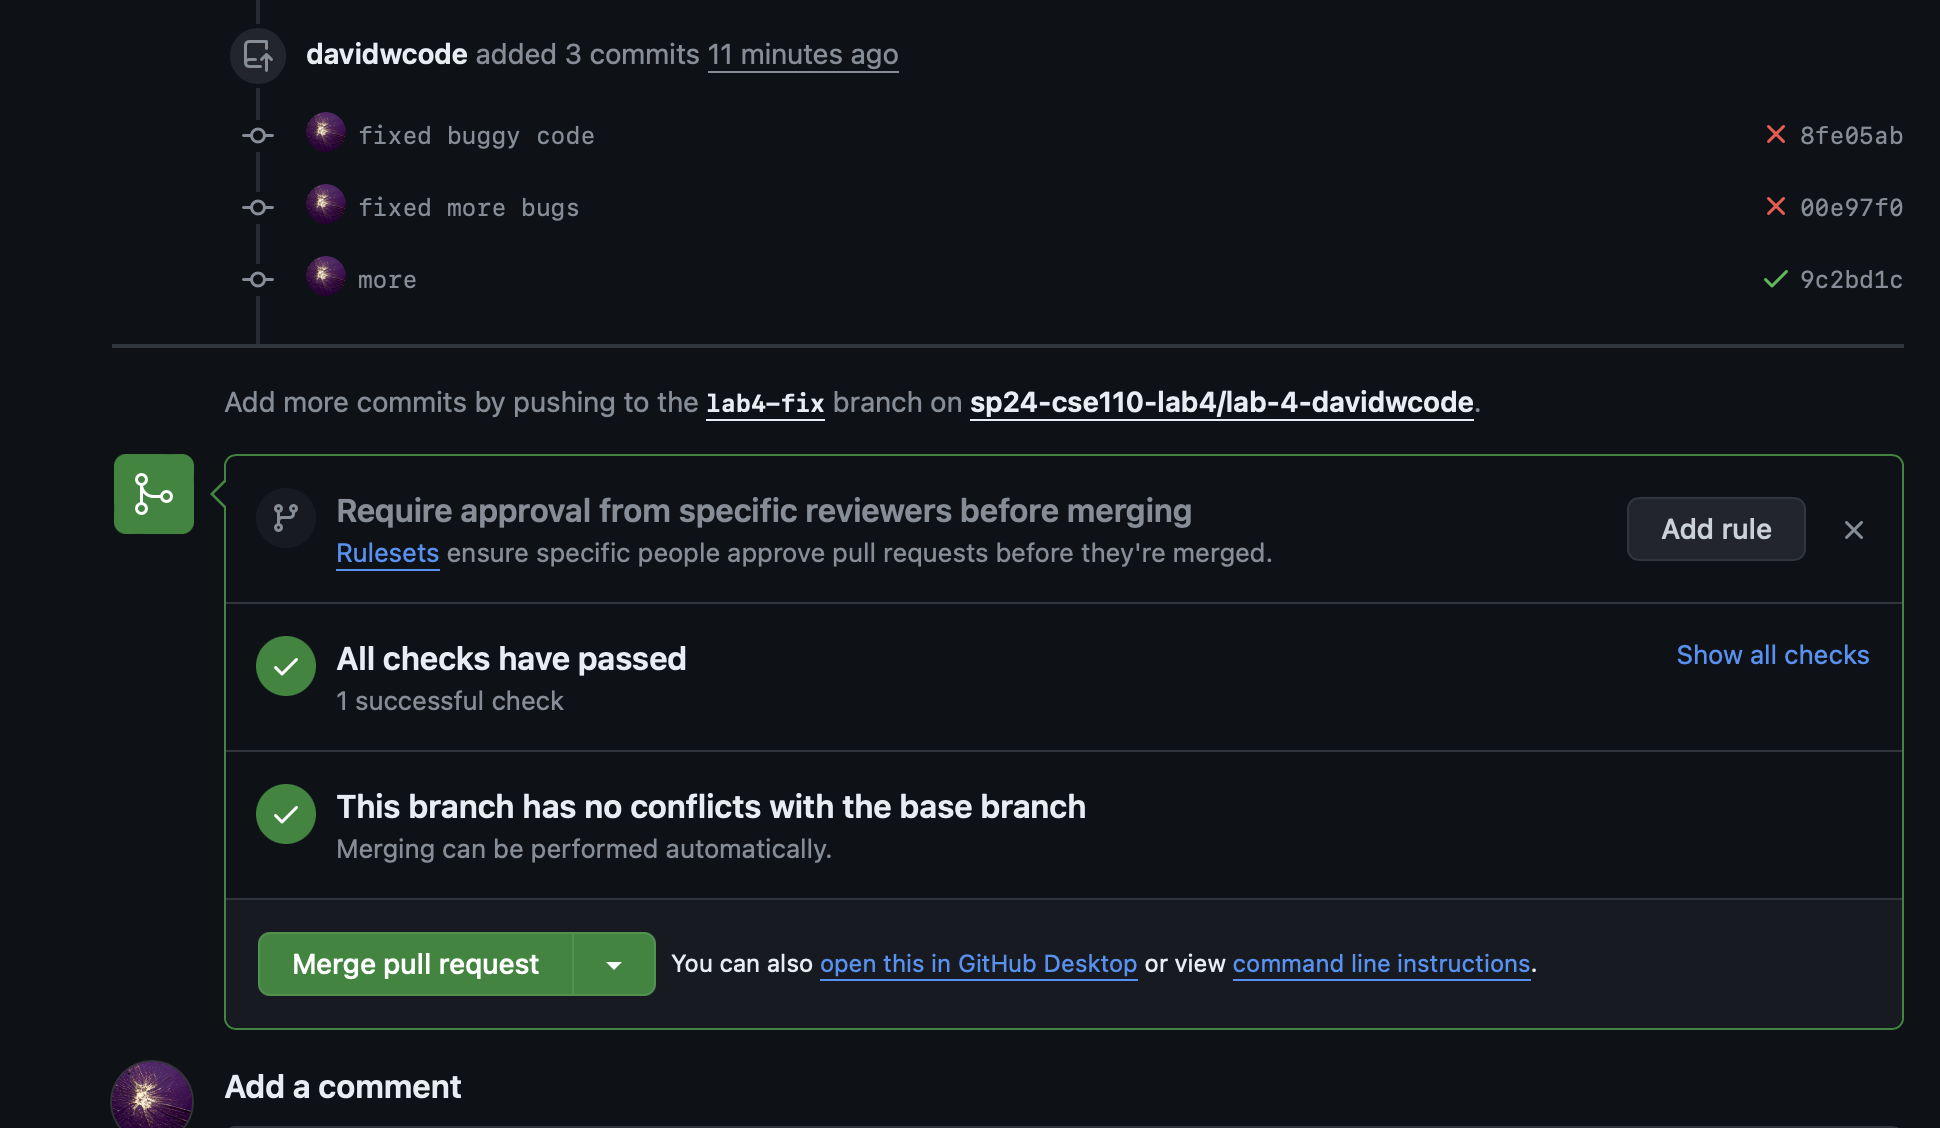 davidwcode added 3 commits 11 minutes ago
fixed buggy code 8fe05ab
fixed more bugs 00e97f0
more 9c2bd1c
Add more commits by pushing to the lab4-fix branch on sp24-cse110-lab4/lab-4-davidwcode.
Require approval from specific reviewers before merging
Rulesets ensure specific people approve pull requests before they're merged.
Add rule
All checks have passed
1 successful check
Show all checks
This branch has no conflicts with the base branch
Merging can be performed automatically.
Merge pull request
You can also open this in GitHub Desktop or view command line instructions.
Add a comment